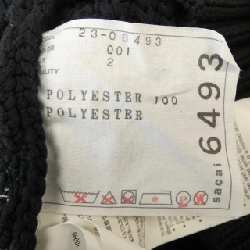 23-06493
001
2
POLYESTER 100
POLYESTER
sacai 6493